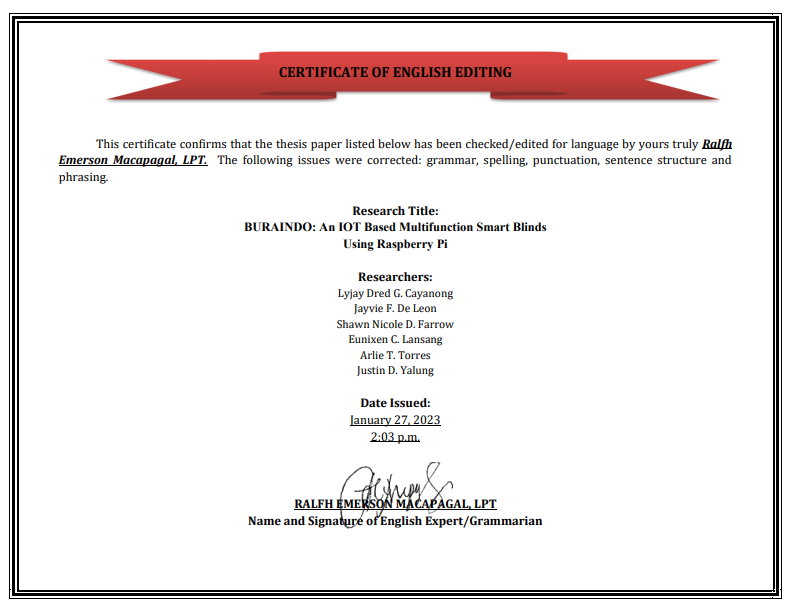 CERTIFICATE OF ENGLISH EDITING
This certificate confirms that the thesis paper listed below has been checked/edited for language by yours truly Ralfh
Emerson Macapagal, LPT. The following issues were corrected: grammar, spelling, punctuation, sentence structure and
phrasing.
Research Title:
BURAINDO: An IOT Based Multifunction Smart Blinds
Using Raspberry Pi
Researchers:
Lyjay Dred G. Cayanong
Jayvie F. De Leon
Shawn Nicole D. Farrow
Eunixen C. Lansang
Arlie T. Torres
Justin D. Yalung
Date Issued:
January 27, 2023
2:03 p.m.
RALFH EMERSON MACAPAGAL, LPT
Name and Signature of English Expert/Grammarian